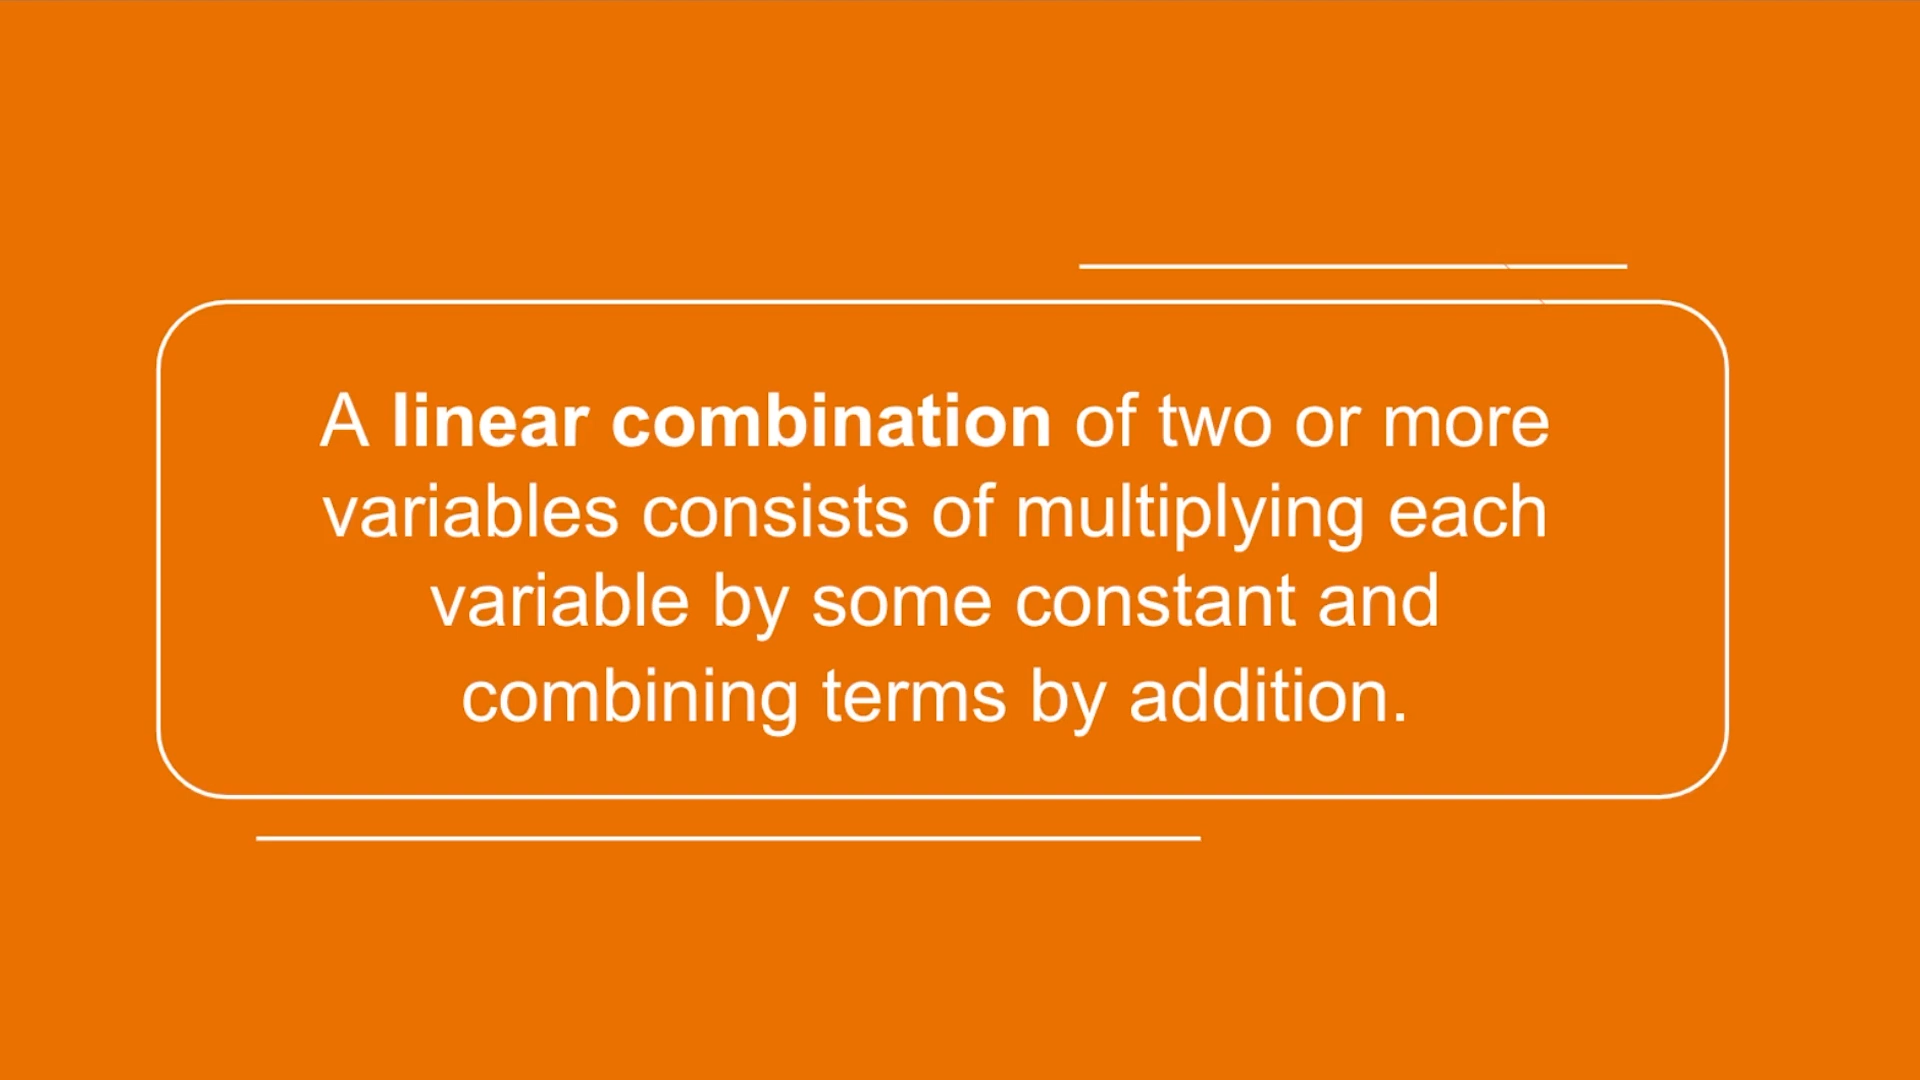 A linear combination of two or more
variables consists of multiplying each
variable by some constant and
combining terms by addition.